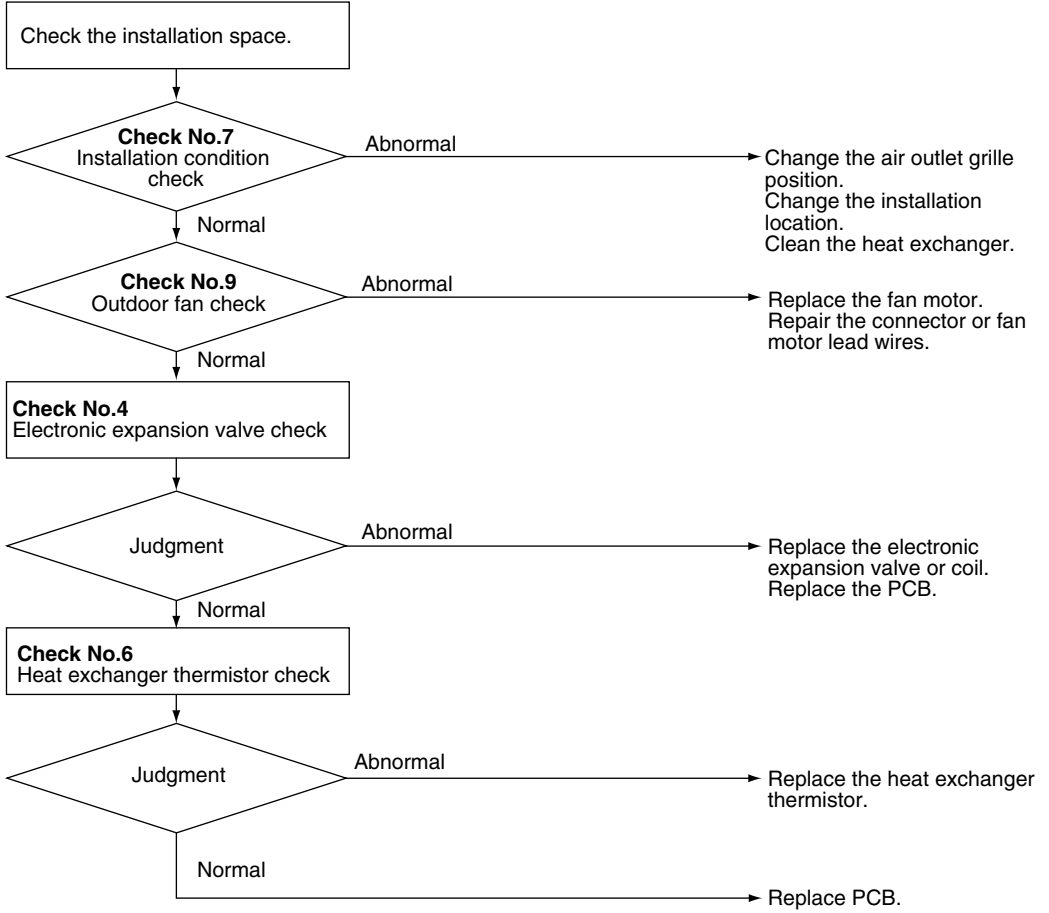 Check the installation space.
Check No.7
Installation condition
check
Abnormal
Change the air outlet grille
position.
Change the installation
location.
Clean the heat exchanger.
Normal
Check No.9
Outdoor fan check
Abnormal
Replace the fan motor.
Repair the connector or fan
motor lead wires.
Normal
Check No.4
Electronic expansion valve check
Judgment
Abnormal
Replace the electronic
expansion valve or coil.
Replace the PCB.
Normal
Check No.6
Heat exchanger thermistor check
Judgment
Abnormal
Replace the heat exchanger
thermistor.
Normal
Replace PCB.